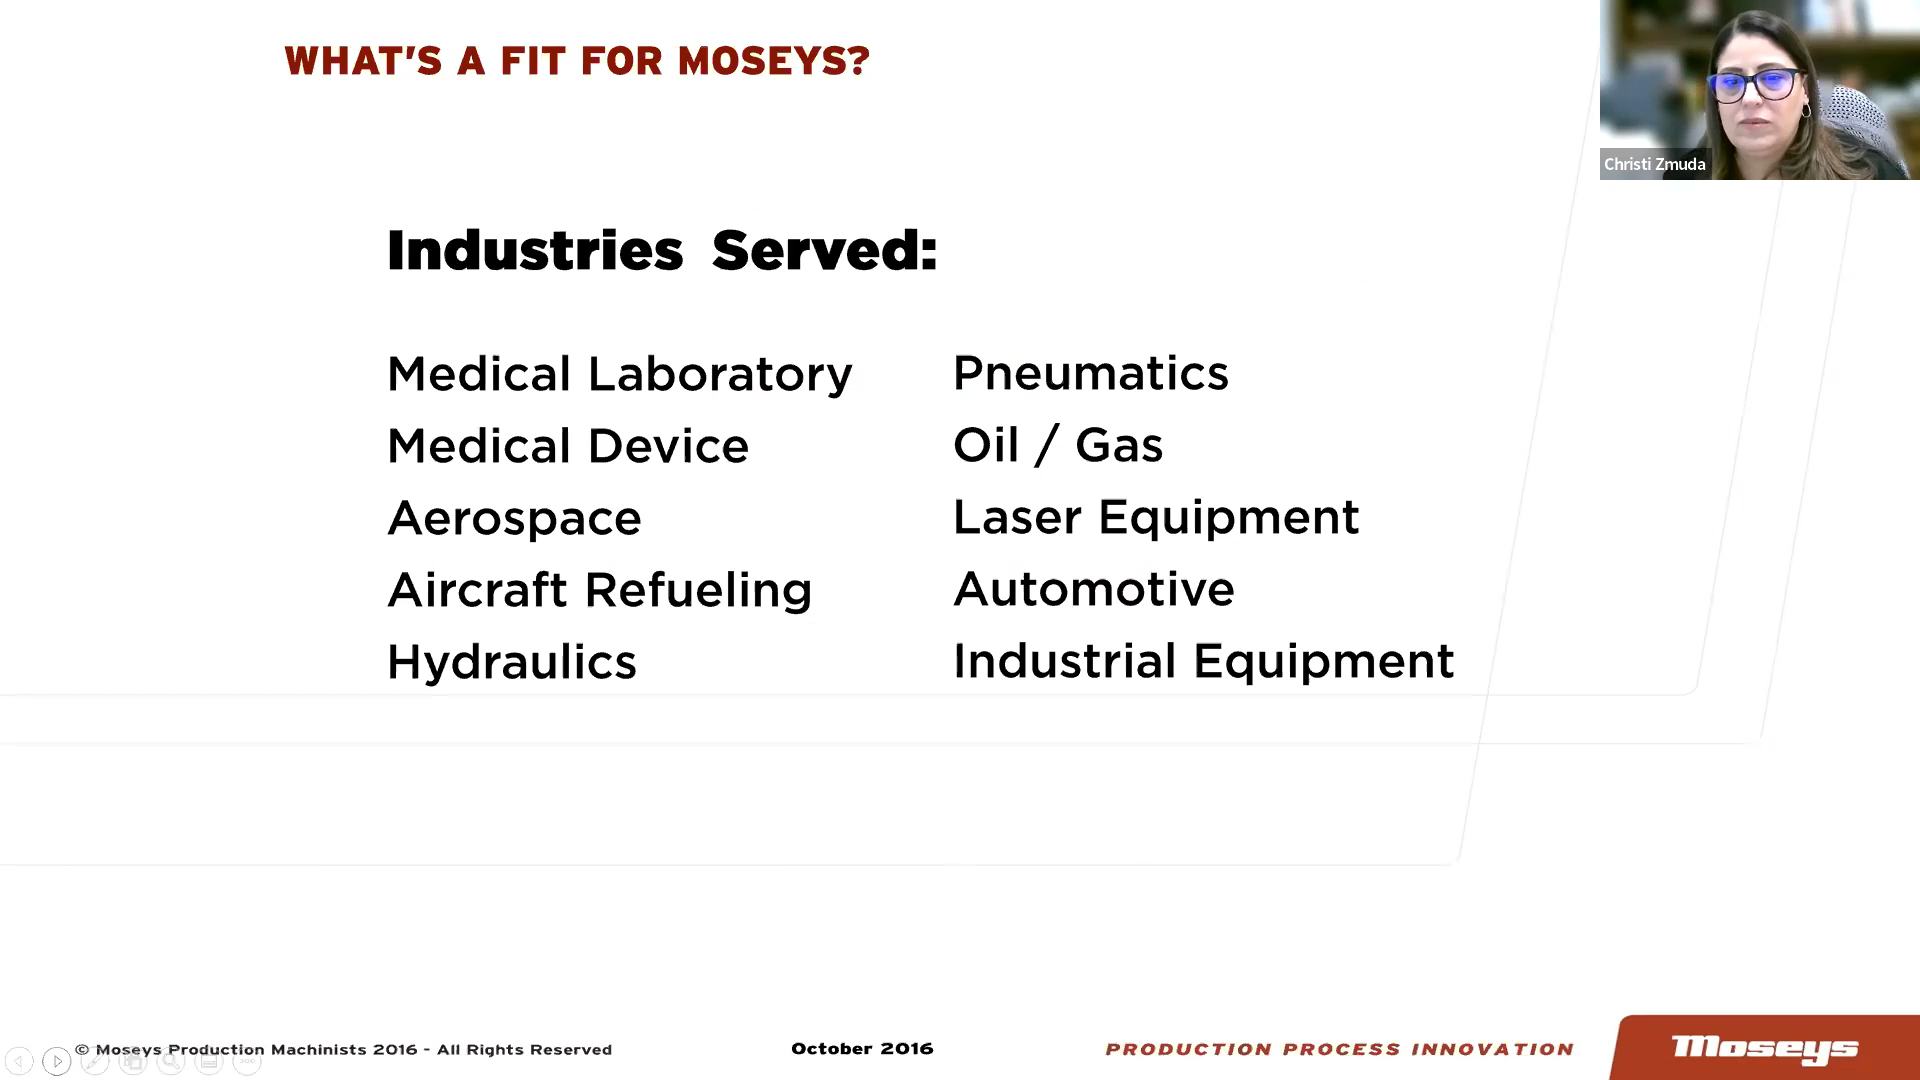 WHAT'S A FIT FOR MOSEYS?
Christi Zmuda
Industries Served:
Medical Laboratory
Medical Device
Aerospace
Aircraft Refueling
Hydraulics
Pneumatics
Oil / Gas
Laser Equipment
Automotive
Industrial Equipment
© Moseys Production Machinists 2016 - All Rights Reserved
October 2016
PRODUCTION PROCESS INNOVATION
Moseys